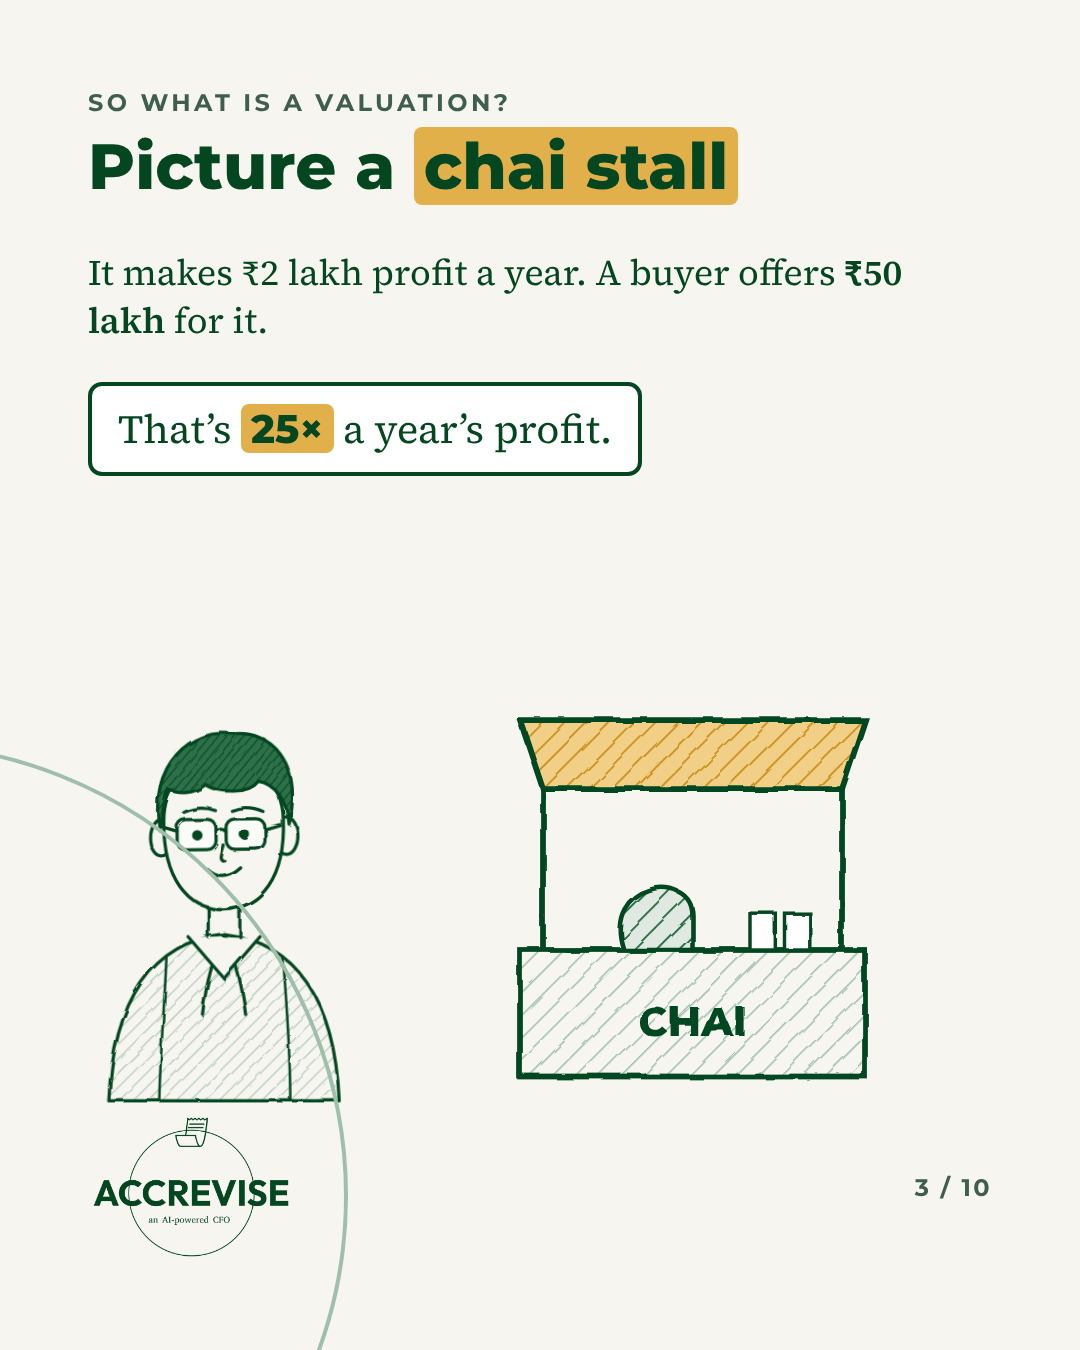 SO WHAT IS A VALUATION?
Picture a chai stall
It makes ₹2 lakh profit a year. A buyer offers ₹50
lakh for it.
That’s 25× a year’s profit.
CHAI
ACCREVISE
an AI-powered CFO
3 / 10